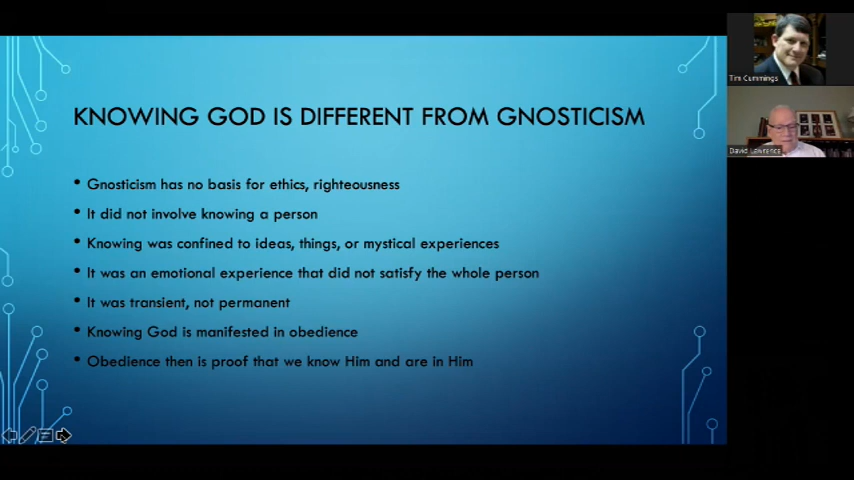 KNOWING GOD IS DIFFERENT FROM GNOSTICISM
• Gnosticism has no basis for ethics, righteousness
• It did not involve knowing a person
• Knowing was confined to ideas, things, or mystical experiences
• It was an emotional experience that did not satisfy the whole person
• It was transient, not permanent
• Knowing God is manifested in obedience
• Obedience then is proof that we know Him and are in Him
Tim Cummings
David Lawrence